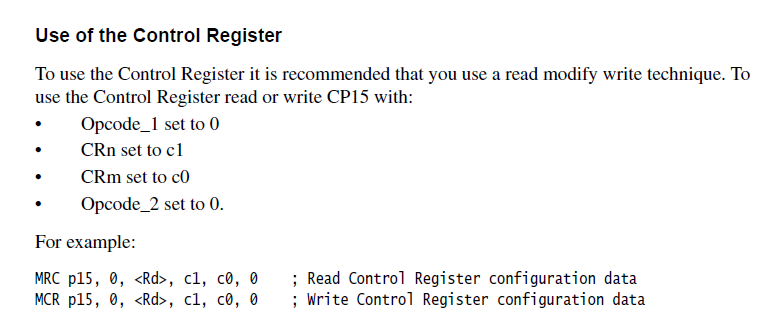 Use of the Control Register
To use the Control Register it is recommended that you use a read modify write technique. To
use the Control Register read or write CP15 with:
• Opcode_1 set to 0
• CRn set to c1
• CRm set to c0
• Opcode_2 set to 0.
For example:
MRC p15, 0, <Rd>, c1, c0, 0 ; Read Control Register configuration data
MCR p15, 0, <Rd>, c1, c0, 0 ; Write Control Register configuration data